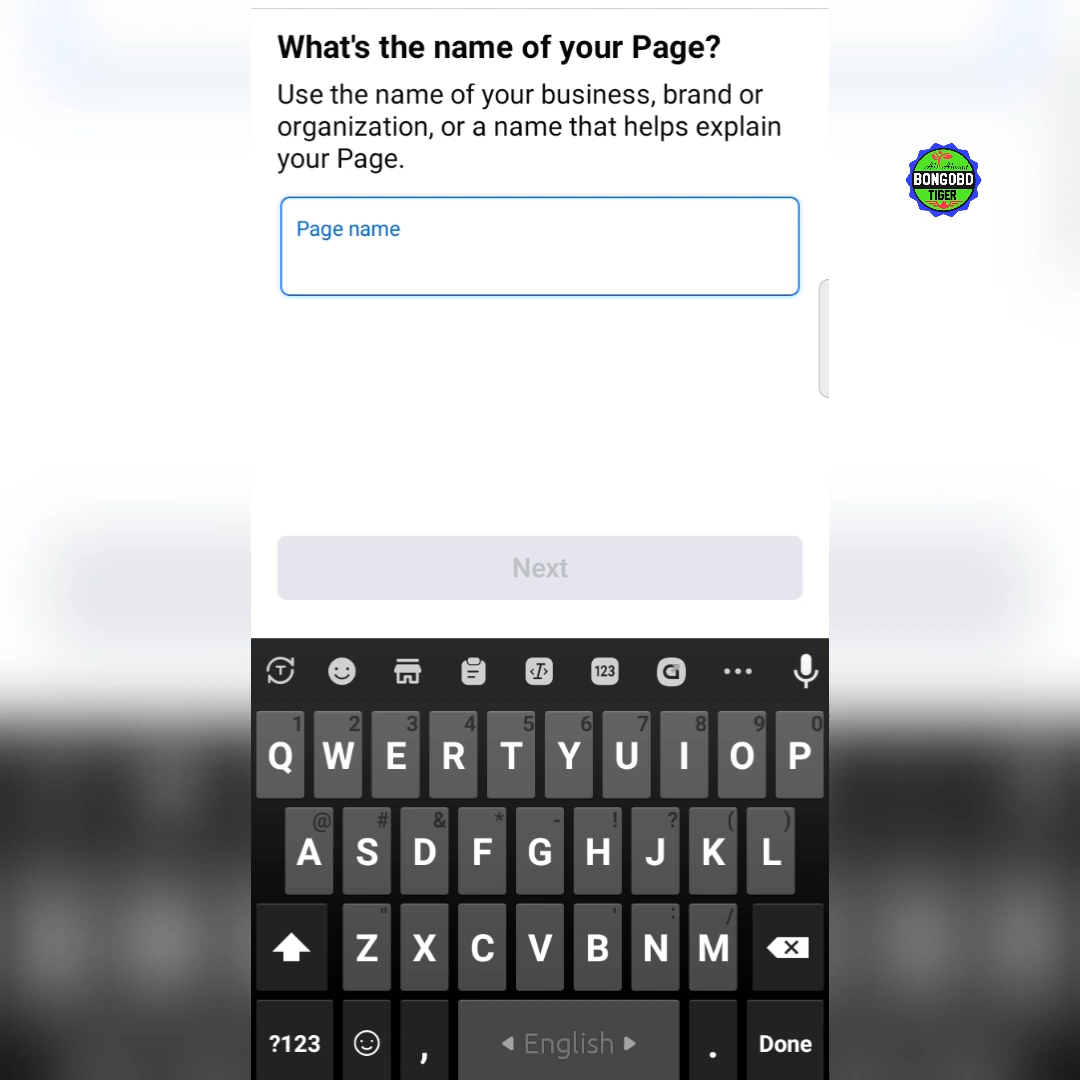 What's the name of your Page?
Use the name of your business, brand or
organization, or a name that helps explain
your Page.
Page name
BONGOBD
TIGER
Next
T 123 G
1 2 3 4 5 6 7 8 9 0
Q W E R T Y U I O P
@ # & * - ! ? ( )
A S D F G H J K L
" ' : /
Z X C V B N M
?123 , English . Done